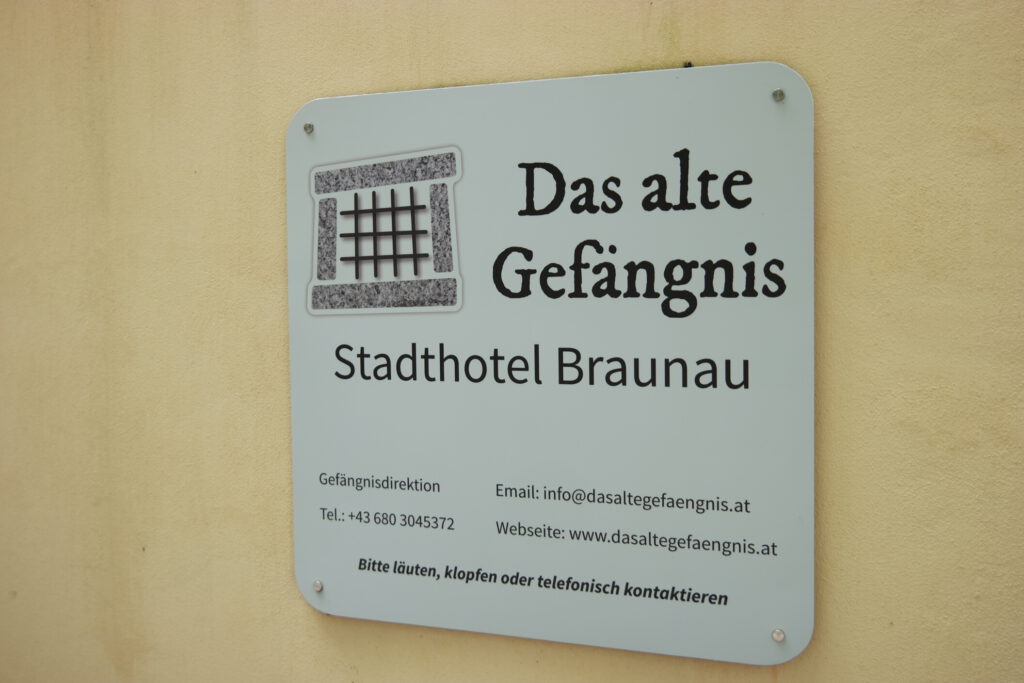 Das alte
Gefängnis
Stadthotel Braunau
Gefängnisdirektion
Tel.: +43 680 3045372
Email: info@dasaltegefaengnis.at
Webseite: www.dasaltegefaengnis.at
Bitte läuten, klopfen oder telefonisch kontaktieren